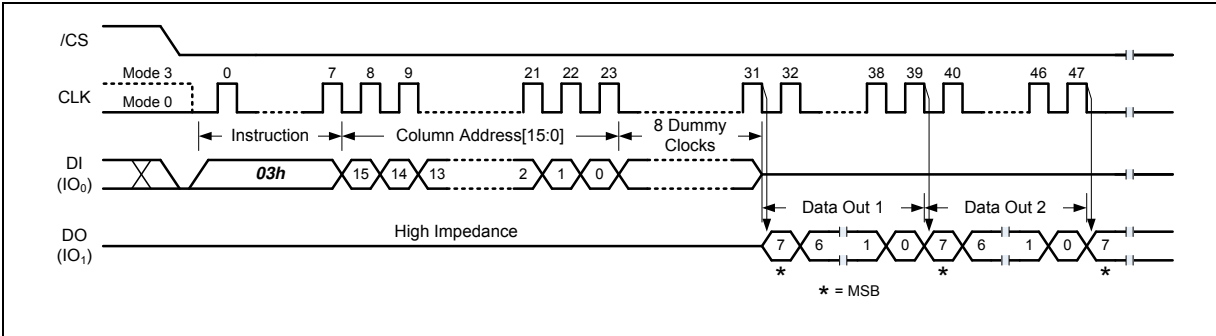 /CS
Mode 3 0 7 8 9 21 22 23 31 32 38 39 40 46 47
CLK
Mode 0
Instruction Column Address[15:0] 8 Dummy Clocks
DI (IO₀)
03h 15 14 13 2 1 0
Data Out 1 Data Out 2
High Impedance
DO (IO₁)
7 6 1 0 7 6 1 0 7
* * *
* = MSB